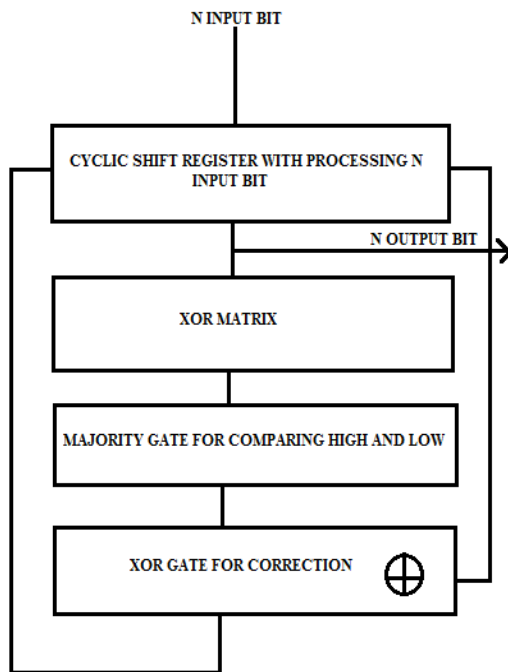 N INPUT BIT
CYCLIC SHIFT REGISTER WITH PROCESSING N
INPUT BIT
N OUTPUT BIT
XOR MATRIX
MAJORITY GATE FOR COMPARING HIGH AND LOW
XOR GATE FOR CORRECTION